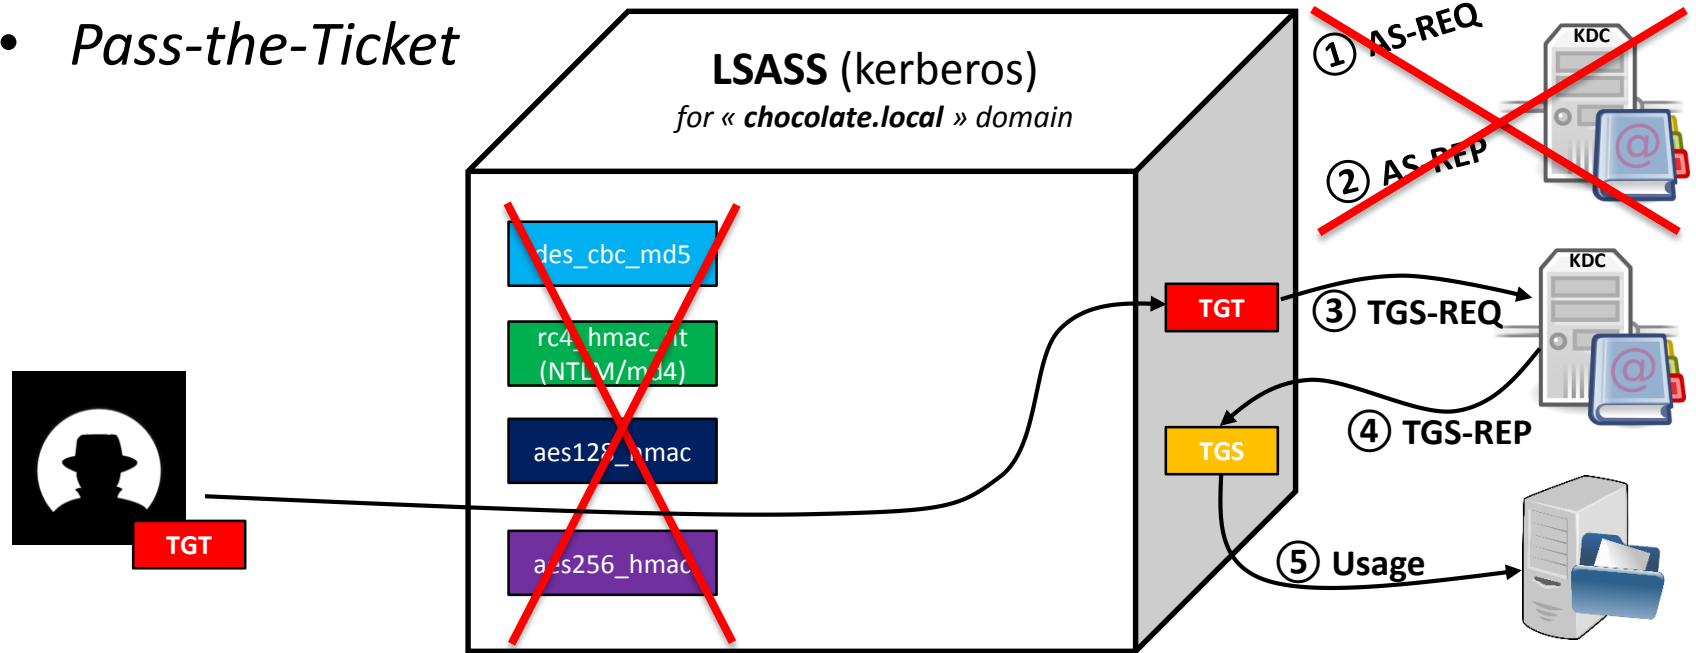 • Pass-the-Ticket
LSASS (kerberos)
for « chocolate.local » domain
① AS-REQ
KDC
② AS-REP
des_cbc_md5
rc4_hmac_nt
(NTLM/md4)
aes128_hmac
aes256_hmac
TGT
TGT
③ TGS-REQ
KDC
④ TGS-REP
TGS
⑤ Usage
@
@